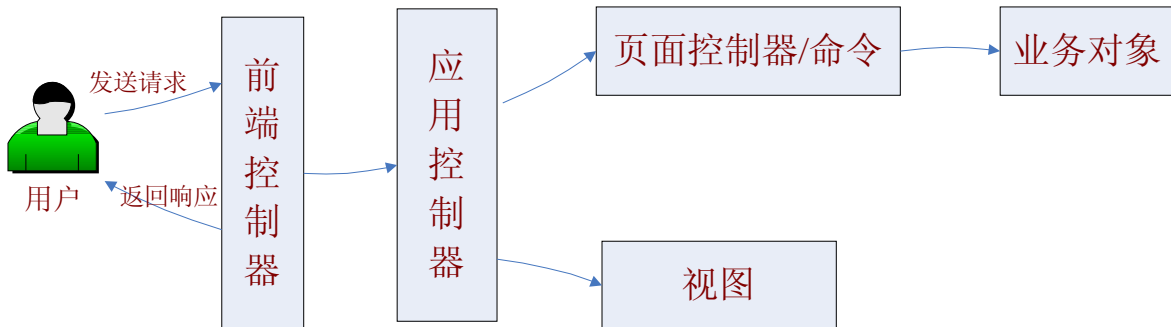 发送请求
用户
返回响应
前端控制器
应用控制器
页面控制器/命令
业务对象
视图